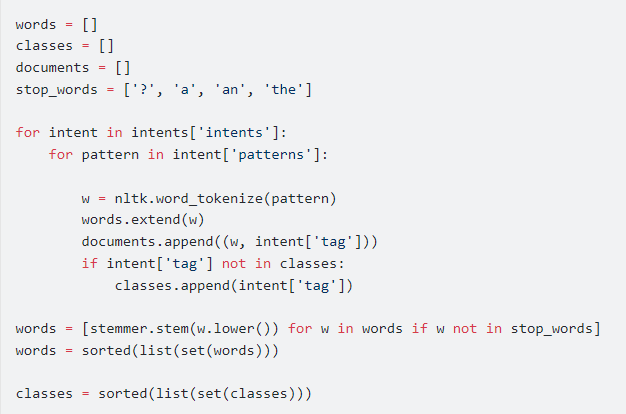 words = []
classes = []
documents = []
stop_words = ['?', 'a', 'an', 'the']
for intent in intents['intents']:
    for pattern in intent['patterns']:
        w = nltk.word_tokenize(pattern)
        words.extend(w)
        documents.append((w, intent['tag']))
        if intent['tag'] not in classes:
            classes.append(intent['tag'])
words = [stemmer.stem(w.lower()) for w in words if w not in stop_words]
words = sorted(list(set(words)))
classes = sorted(list(set(classes)))